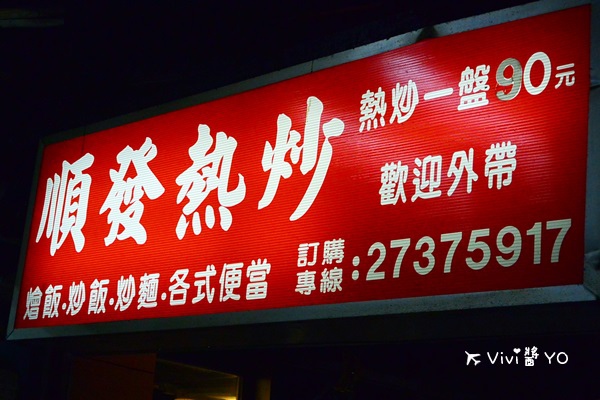 順發熱炒
熱炒一盤90元
歡迎外帶
燴飯.炒飯.炒麵.各式便當
訂購專線:27375917
Vivi醬YO